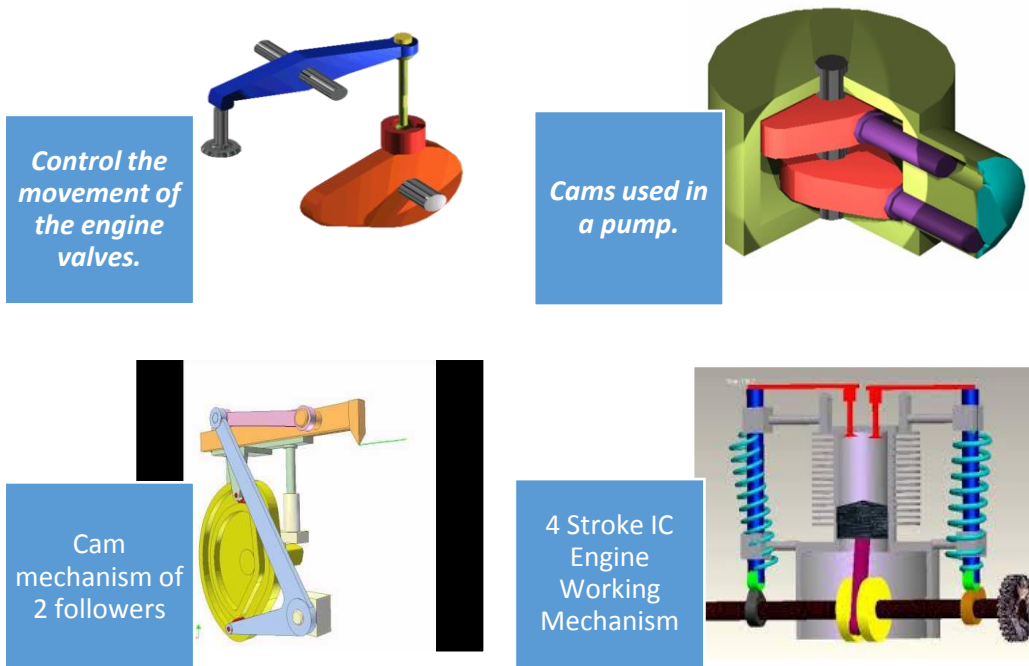 Control the
movement of
the engine
valves.
Cams used in
a pump.
Cam
mechanism of
2 followers
4 Stroke IC
Engine
Working
Mechanism